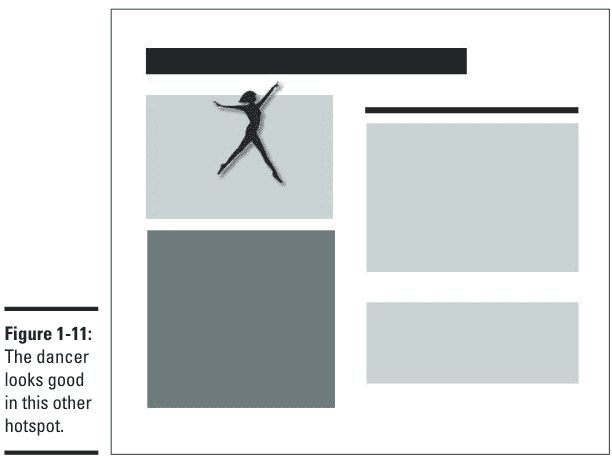 Figure 1-11:
The dancer
looks good
in this other
hotspot.